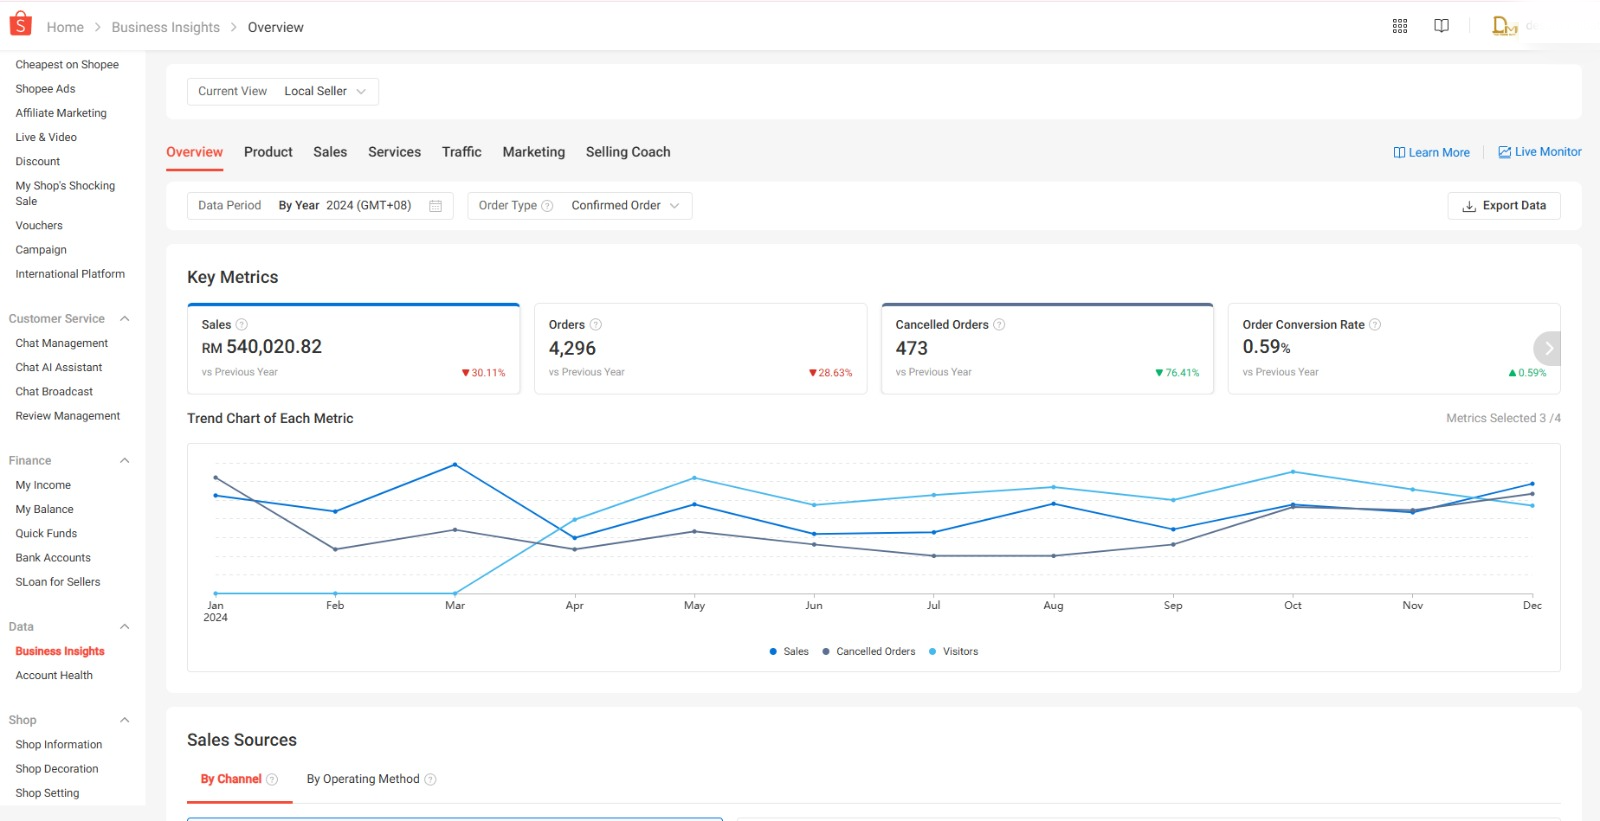 Home > Business Insights > Overview
Cheapest on Shopee
Shopee Ads
Affiliate Marketing
Live & Video
Discount
My Shop's Shocking
Sale
Vouchers
Campaign
International Platform
Customer Service
Chat Management
Chat AI Assistant
Chat Broadcast
Review Management
Finance
My Income
My Balance
Quick Funds
Bank Accounts
SLoan for Sellers
Data
Business Insights
Account Health
Shop
Shop Information
Shop Decoration
Shop Setting
Current View Local Seller
Overview Product Sales Services Traffic Marketing Selling Coach
Learn More Live Monitor
Data Period By Year 2024 (GMT+08) Order Type Confirmed Order Export Data
Key Metrics
Sales
RM 540,020.82
vs Previous Year 30.11%
Orders
4,296
vs Previous Year 28.63%
Cancelled Orders
473
vs Previous Year 76.41%
Order Conversion Rate
0.59%
vs Previous Year 0.59%
Trend Chart of Each Metric Metrics Selected 3 /4
Jan Feb Mar Apr May Jun Jul Aug Sep Oct Nov Dec
2024
Sales Cancelled Orders Visitors
Sales Sources
By Channel By Operating Method